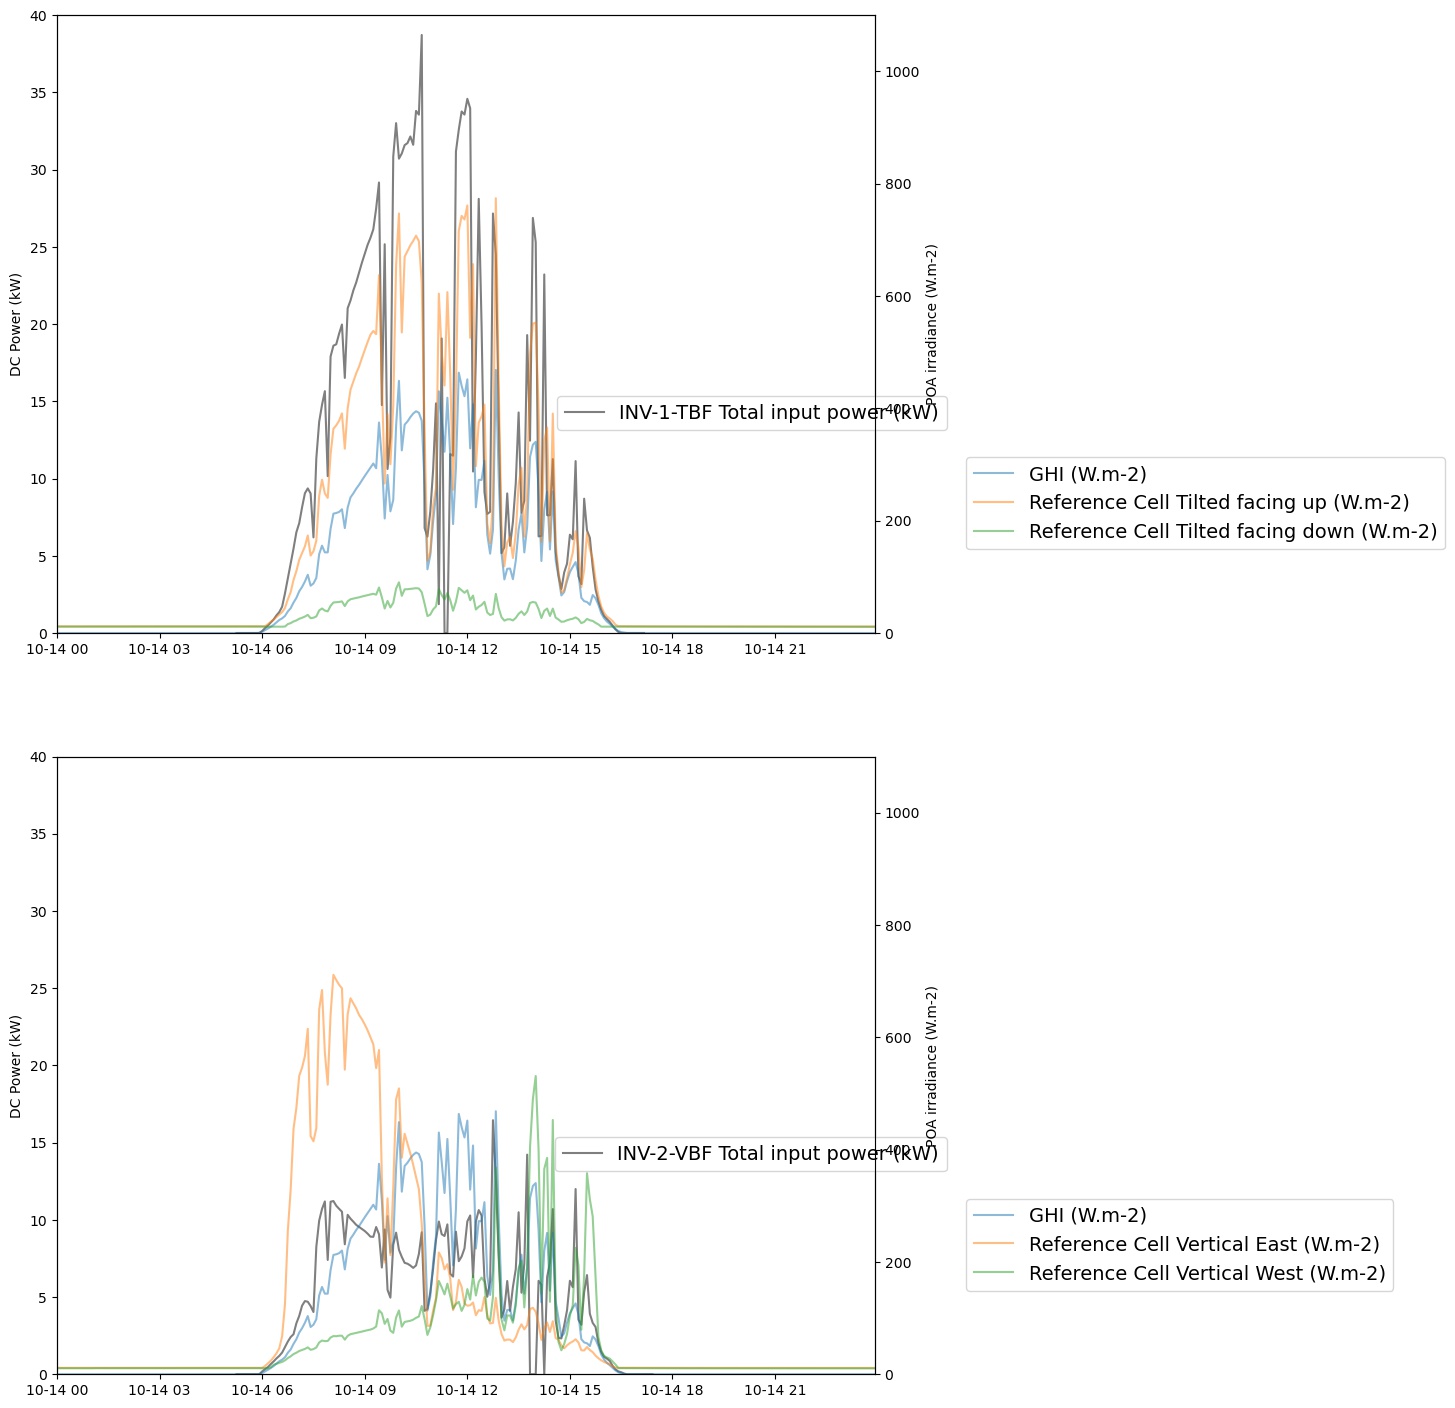 40
35
30
25
20
15
10
5
0
DC Power (kW)
1000
800
600
400
200
0
POA irradiance (W.m-2)
INV-1-TBF Total input power (kW)
GHI (W.m-2)
Reference Cell Tilted facing up (W.m-2)
Reference Cell Tilted facing down (W.m-2)
10-14 00 10-14 03 10-14 06 10-14 09 10-14 12 10-14 15 10-14 18 10-14 21
40
35
30
25
20
15
10
5
0
DC Power (kW)
1000
800
600
400
200
0
POA irradiance (W.m-2)
INV-2-VBF Total input power (kW)
GHI (W.m-2)
Reference Cell Vertical East (W.m-2)
Reference Cell Vertical West (W.m-2)
10-14 00 10-14 03 10-14 06 10-14 09 10-14 12 10-14 15 10-14 18 10-14 21